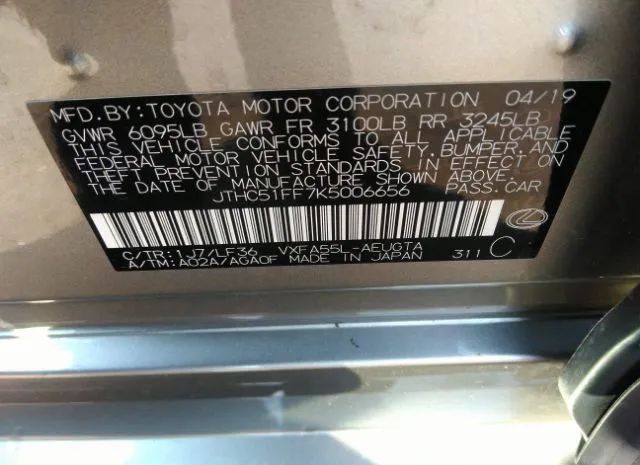 MFD. BY: TOYOTA MOTOR CORPORATION 04/19
GVWR 6095LB GAWR FR 3100LB RR 3245LB
THIS VEHICLE CONFORMS TO ALL APPLICABLE
FEDERAL MOTOR VEHICLE SAFETY, BUMPER, AND
THEFT PREVENTION STANDARDS IN EFFECT ON
THE DATE OF MANUFACTURE SHOWN ABOVE.
JTHC51FF7K5006656 PASS. CAR
C/TR: 1J7/LF36 VXFA55L-AEUGTA
A/TM: A02A/AGA0F MADE IN JAPAN 311 C